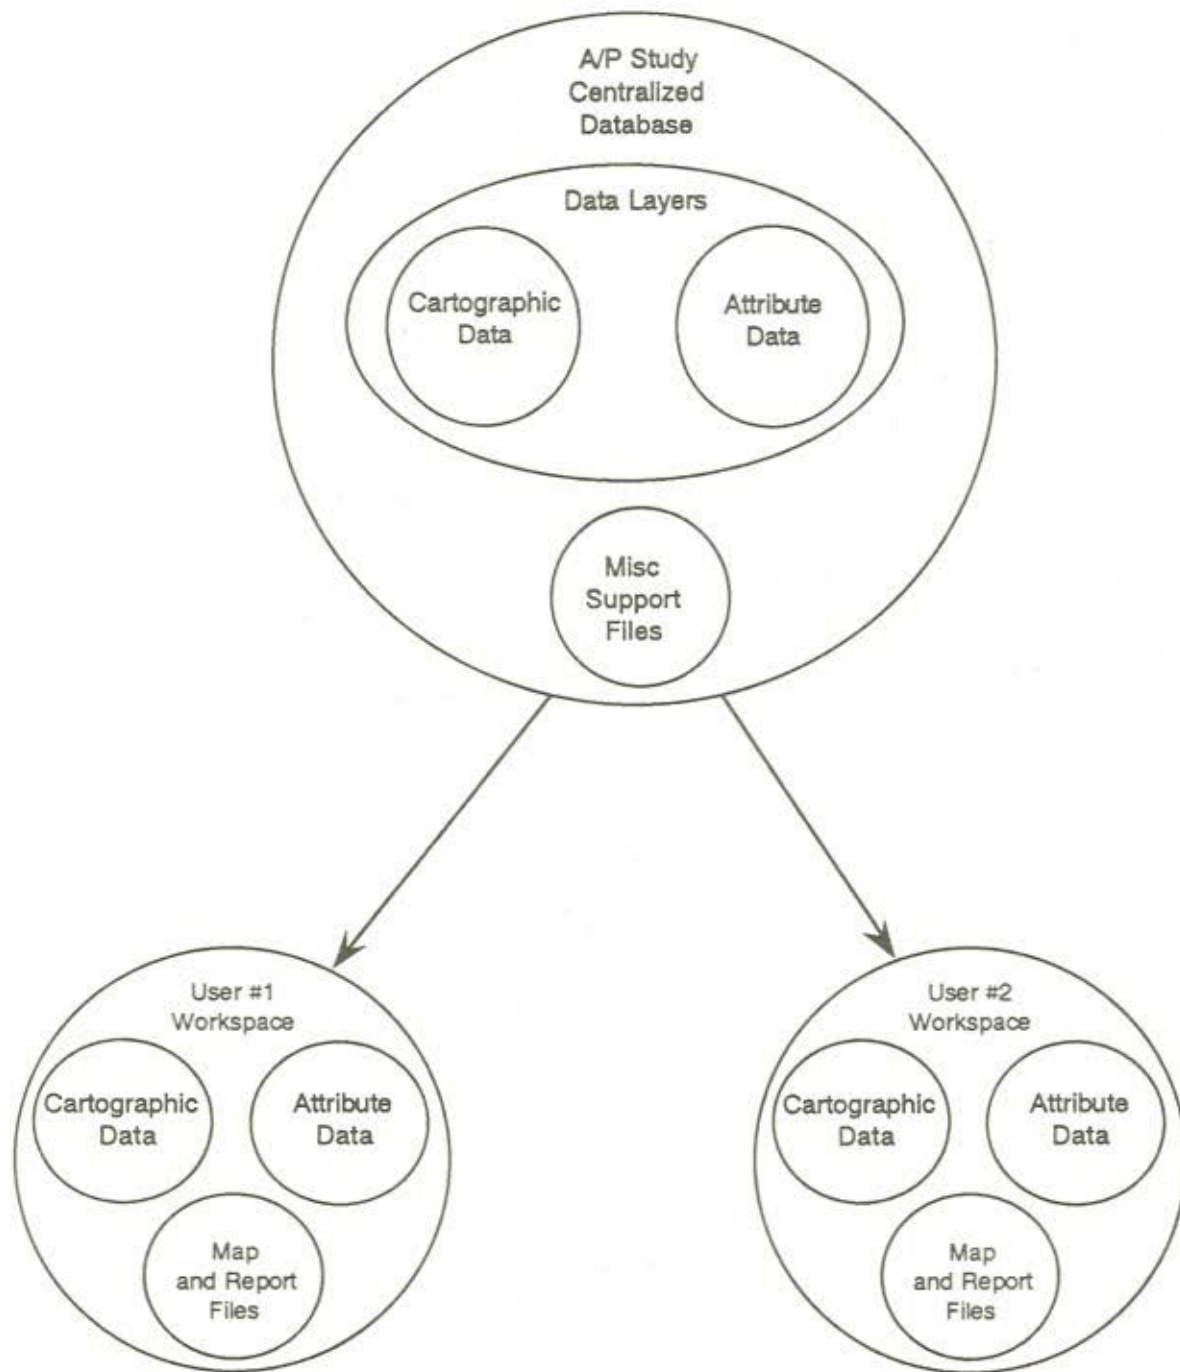 A/P Study
Centralized
Database
Data Layers
Cartographic
Data
Attribute
Data
Misc
Support
Files
User #1
Workspace
Cartographic
Data
Attribute
Data
Map
and Report
Files
User #2
Workspace
Cartographic
Data
Attribute
Data
Map
and Report
Files